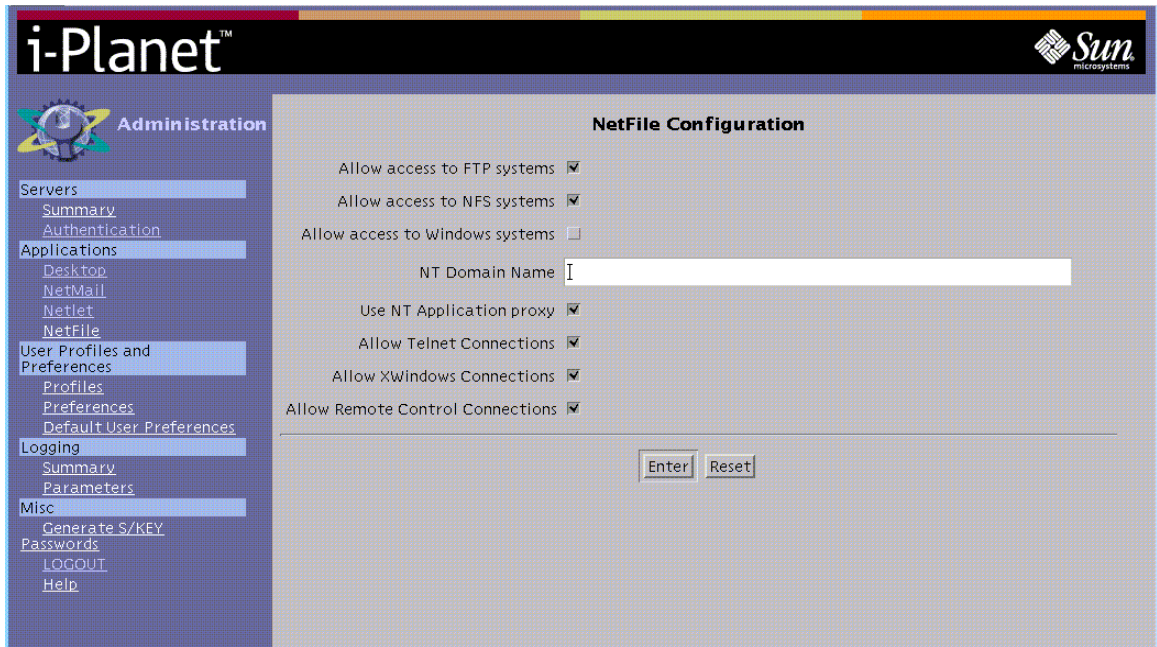 i-Planet™
Sun
microsystems
Administration
Servers
Summary
Authentication
Applications
Desktop
NetMail
Netlet
NetFile
User Profiles and
Preferences
Profiles
Preferences
Default User Preferences
Logging
Summary
Parameters
Misc
Generate S/KEY
Passwords
LOGOUT
Help
NetFile Configuration
Allow access to FTP systems
Allow access to NFS systems
Allow access to Windows systems
NT Domain Name
Use NT Application proxy
Allow Telnet Connections
Allow XWindows Connections
Allow Remote Control Connections
Enter Reset